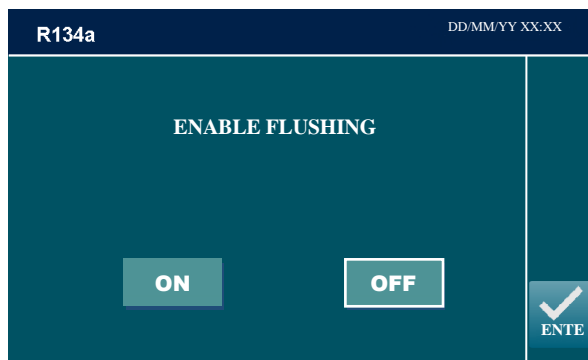 R134a
DD/MM/YY XX:XX
ENABLE FLUSHING
ON
OFF
ENTE